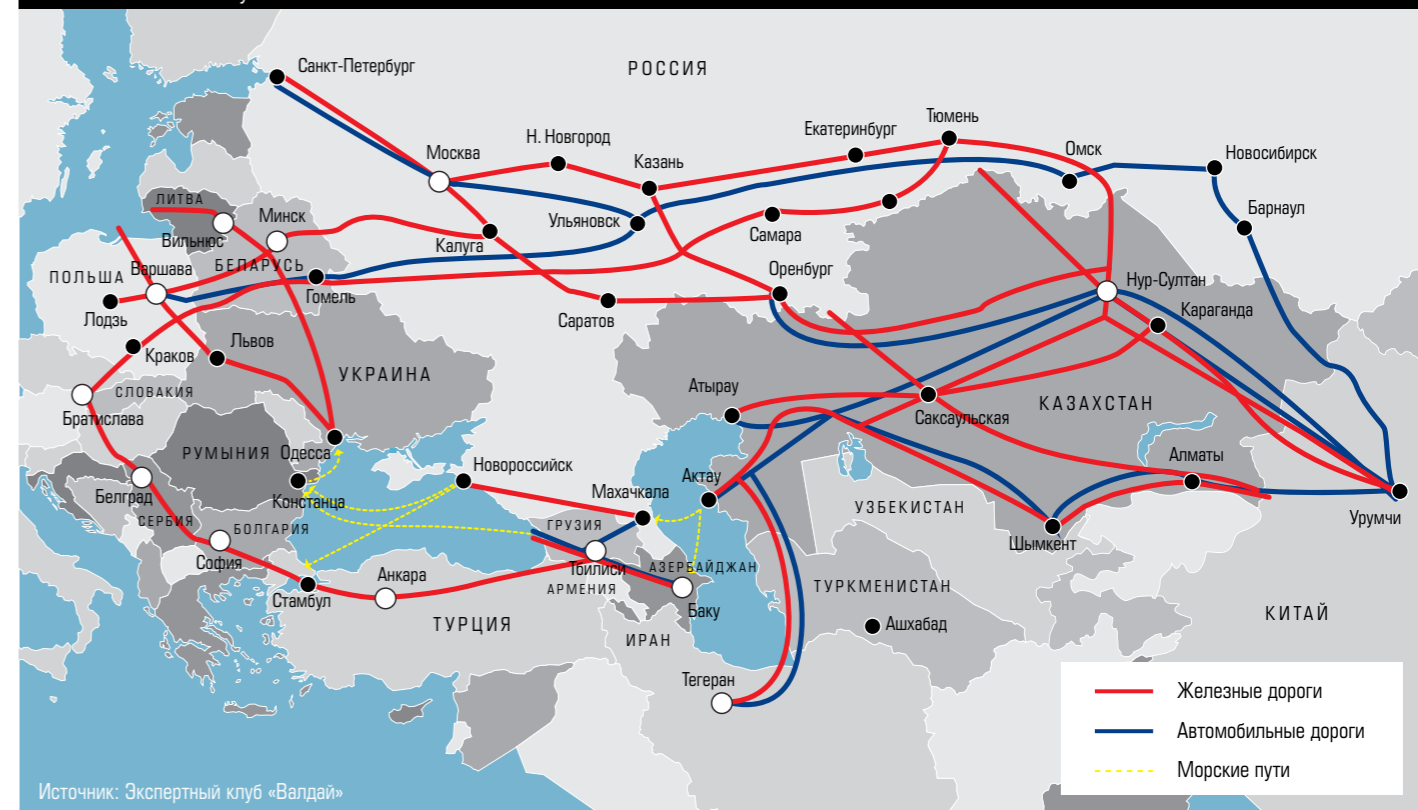 Санкт-Петербург
РОССИЯ
Тюмень
Екатеринбург
Н. Новгород
Москва
Казань
Омск
Новосибирск
ЛИТВА
Минск
Ульяновск
Барнаул
Вильнюс
Калуга
Самара
ПОЛЬША
Варшава
БЕЛАРУСЬ
Оренбург
Нур-Султан
Гомель
Лодзь
Саратов
Караганда
Львов
Краков
УКРАИНА
Атырау
СЛОВАКИЯ
Братислава
Саксаульская
КАЗАХСТАН
РУМЫНИЯ
Одесса
Новороссийск
Алматы
Актау
Белград
Констанца
Махачкала
УЗБЕКИСТАН
Урумчи
СЕРБИЯ
БОЛГАРИЯ
ГРУЗИЯ
Шымкент
София
Тбилиси
АЗЕРБАЙДЖАН
Анкара
АРМЕНИЯ
ТУРКМЕНИСТАН
Стамбул
Баку
ТУРЦИЯ
Ашхабад
КИТАЙ
ИРАН
Тегеран
Железные дороги
Автомобильные дороги
Морские пути
Источник: Экспертный клуб «Валдай»